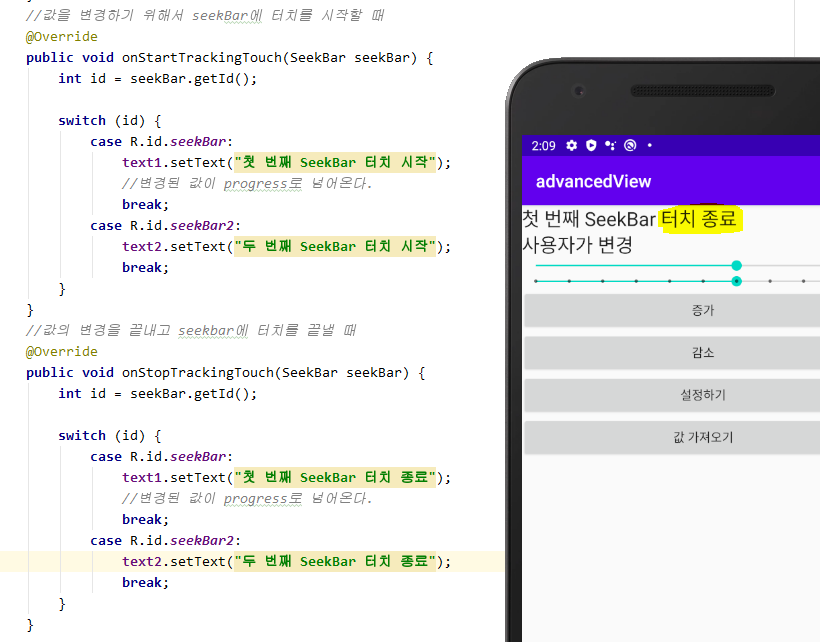 //값을 변경하기 위해서 seekBar에 터치를 시작할 때
@Override
public void onStartTrackingTouch(SeekBar seekBar) {
int id = seekBar.getId();
switch (id) {
case R.id.seekBar:
text1.setText("첫 번째 SeekBar 터치 시작");
//변경된 값이 progress로 넘어온다.
break;
case R.id.seekBar2:
text2.setText("두 번째 SeekBar 터치 시작");
break;
}
}
//값의 변경을 끝내고 seekbar에 터치를 끝낼 때
@Override
public void onStopTrackingTouch(SeekBar seekBar) {
int id = seekBar.getId();
switch (id) {
case R.id.seekBar:
text1.setText("첫 번째 SeekBar 터치 종료");
//변경된 값이 progress로 넘어온다.
break;
case R.id.seekBar2:
text2.setText("두 번째 SeekBar 터치 종료");
break;
}
}
2:09
advancedView
첫 번째 SeekBar 터치 종료
사용자가 변경
증가
감소
설정하기
값 가져오기